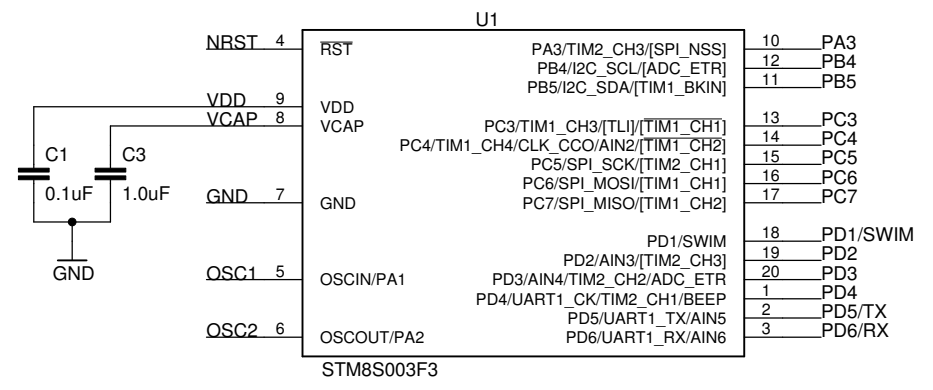 U1
NRST 4 RST PA3/TIM2_CH3/[SPI_NSS] 10 PA3
PB4/I2C_SCL/[ADC_ETR] 12 PB4
PB5/I2C_SDA/[TIM1_BKIN] 11 PB5
VDD 9 VDD
VCAP 8 VCAP PC3/TIM1_CH3/[TLI]/[TIM1_CH1] 13 PC3
PC4/TIM1_CH4/CLK_CCO/AIN2/[TIM1_CH2] 14 PC4
C1 C3 PC5/SPI_SCK/[TIM2_CH1] 15 PC5
PC6/SPI_MOSI/[TIM1_CH1] 16 PC6
0.1uF 1.0uF GND 7 GND PC7/SPI_MISO/[TIM1_CH2] 17 PC7
PD1/SWIM 18 PD1/SWIM
PD2/AIN3/[TIM2_CH3] 19 PD2
GND OSC1 5 OSCIN/PA1 PD3/AIN4/TIM2_CH2/ADC_ETR 20 PD3
PD4/UART1_CK/TIM2_CH1/BEEP 1 PD4
PD5/UART1_TX/AIN5 2 PD5/TX
OSC2 6 OSCOUT/PA2 PD6/UART1_RX/AIN6 3 PD6/RX
STM8S003F3